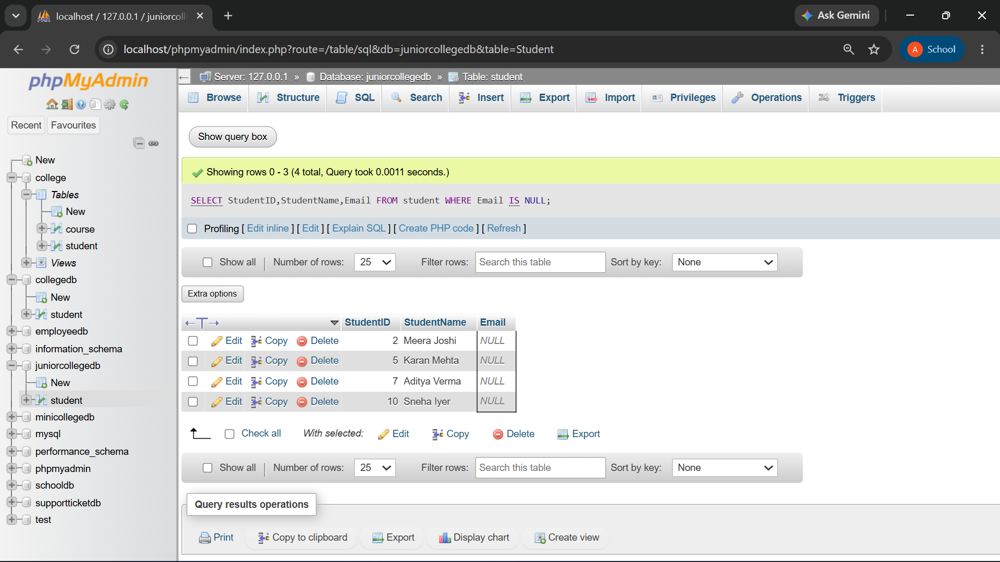 localhost / 127.0.0.1 / juniorcoll
Ask Gemini
localhost/phpmyadmin/index.php?route=/table/sql&db=juniorcollegedb&table=Student
A School
phpMyAdmin
Recent Favourites
New
college
Tables
New
course
student
Views
collegedb
New
student
employeedb
information_schema
juniorcollegedb
New
student
minicollegedb
mysql
performance_schema
phpmyadmin
schooldb
supportticketdb
test
Server: 127.0.0.1 » Database: juniorcollegedb » Table: student
Browse Structure SQL Search Insert Export Import Privileges Operations Triggers
Show query box
Showing rows 0 - 3 (4 total, Query took 0.0011 seconds.)
SELECT StudentID,StudentName,Email FROM student WHERE Email IS NULL;
Profiling [ Edit inline ] [ Edit ] [ Explain SQL ] [ Create PHP code ] [ Refresh ]
Show all | Number of rows: 25 Filter rows: Search this table Sort by key: None
Extra options
←T→ StudentID StudentName Email
Edit Copy Delete 2 Meera Joshi NULL
Edit Copy Delete 5 Karan Mehta NULL
Edit Copy Delete 7 Aditya Verma NULL
Edit Copy Delete 10 Sneha Iyer NULL
Check all With selected: Edit Copy Delete Export
Show all | Number of rows: 25 Filter rows: Search this table Sort by key: None
Query results operations
Print Copy to clipboard Export Display chart Create view